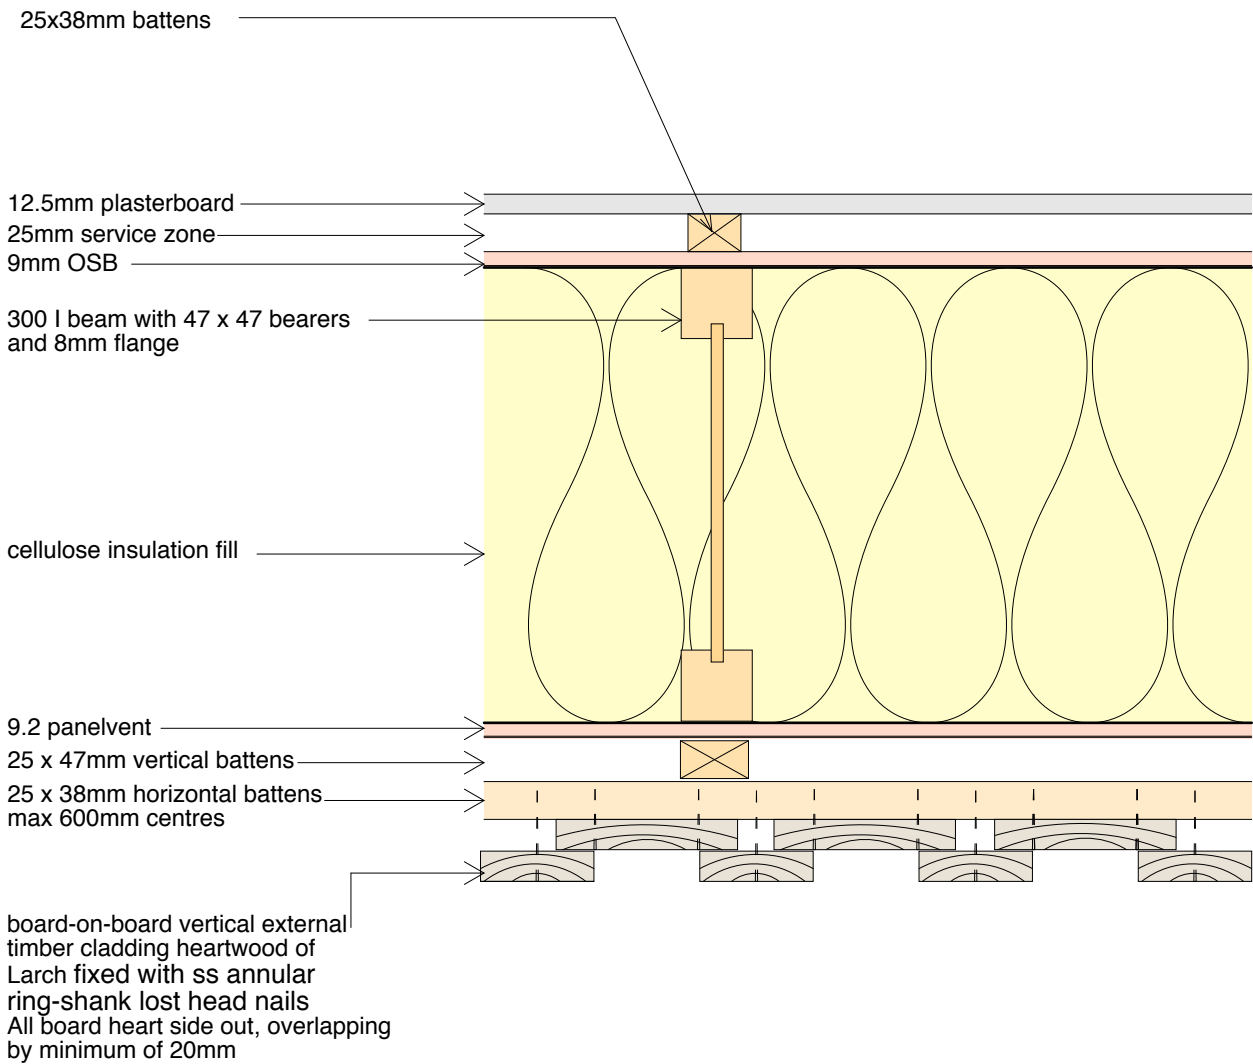 25x38mm battens
12.5mm plasterboard
25mm service zone
9mm OSB
300 I beam with 47 x 47 bearers
and 8mm flange
cellulose insulation fill
9.2 panelvent
25 x 47mm vertical battens
25 x 38mm horizontal battens
max 600mm centres
board-on-board vertical external
timber cladding heartwood of
Larch fixed with ss annular
ring-shank lost head nails
All board heart side out, overlapping
by minimum of 20mm